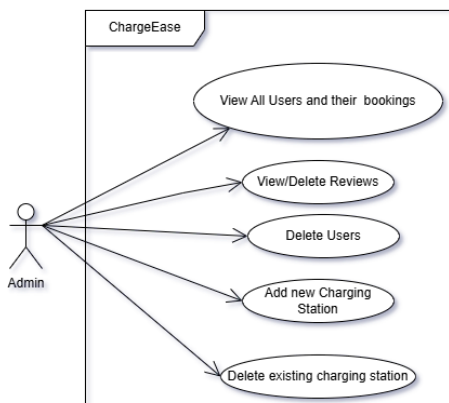 ChargeEase
View All Users and their bookings
View/Delete Reviews
Delete Users
Admin
Add new Charging
Station
Delete existing charging station